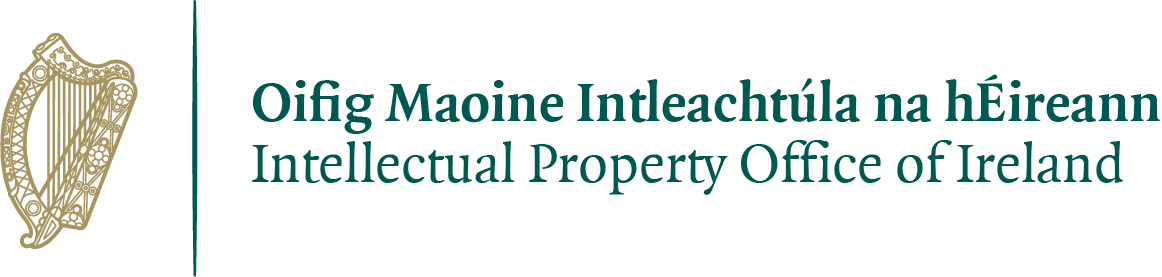 Oifig Maoine Intleachtúla na hÉireann
Intellectual Property Office of Ireland